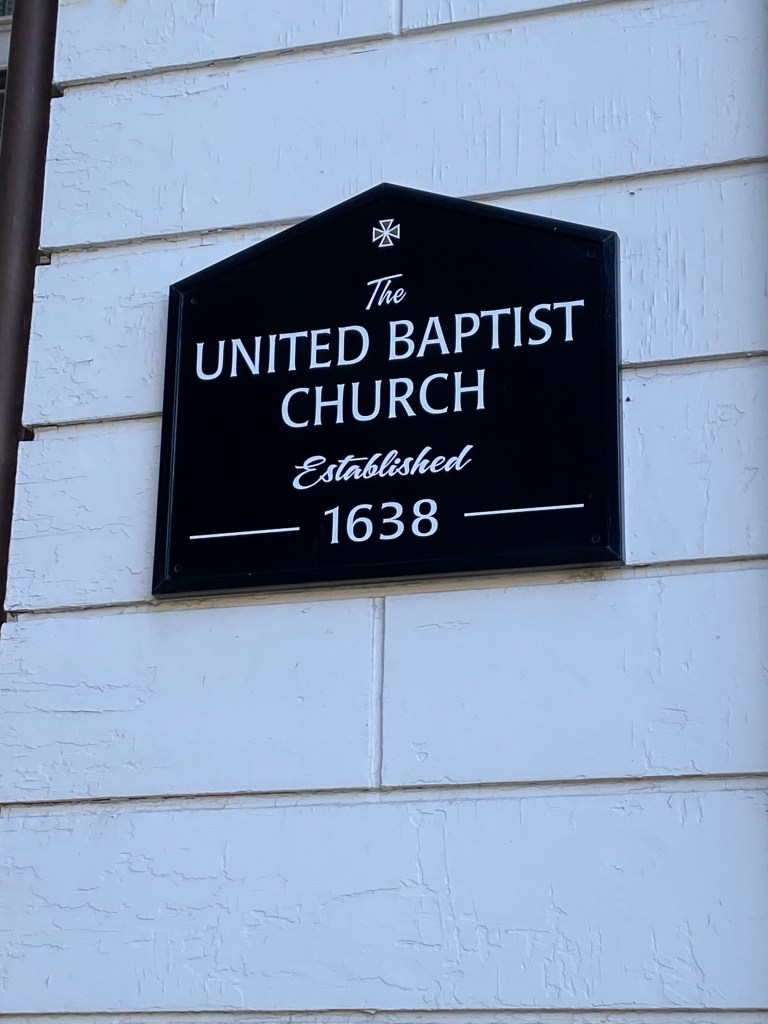 The
UNITED BAPTIST
CHURCH
Established
1638